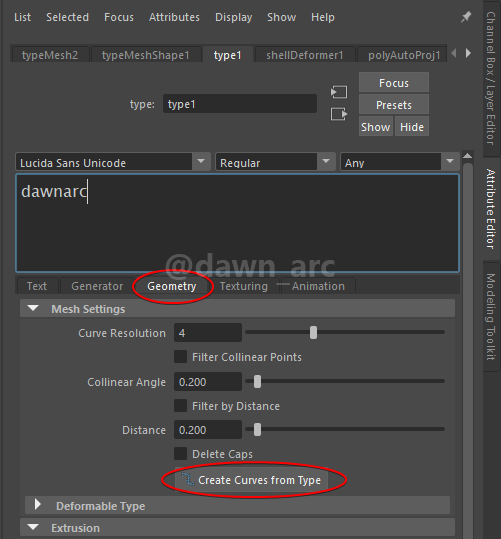 List Selected Focus Attributes Display Show Help
typeMesh2 typeMeshShape1 type1 shellDeformer1 polyAutoProj1
type: type1
Focus
Presets
Show Hide
Lucida Sans Unicode Regular Any
dawnarc
@dawn_arc
Text Generator Geometry Texturing Animation
Mesh Settings
Curve Resolution 4
Filter Collinear Points
Collinear Angle 0.200
Filter by Distance
Distance 0.200
Delete Caps
Create Curves from Type
Deformable Type
Extrusion
Channel Box / Layer Editor
Attribute Editor
Modeling Toolkit